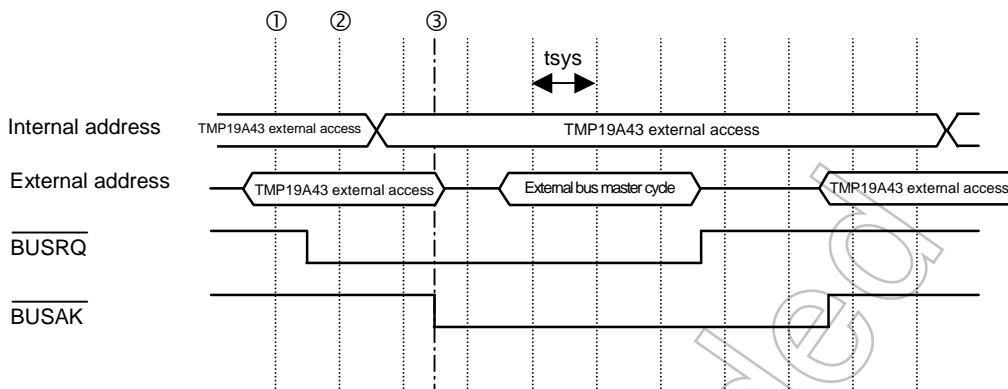 ① ② ③
tsys
Internal address TMP19A43 external access TMP19A43 external access
External address TMP19A43 external access External bus master cycle TMP19A43 external access
BUSRQ
BUSAK
ded